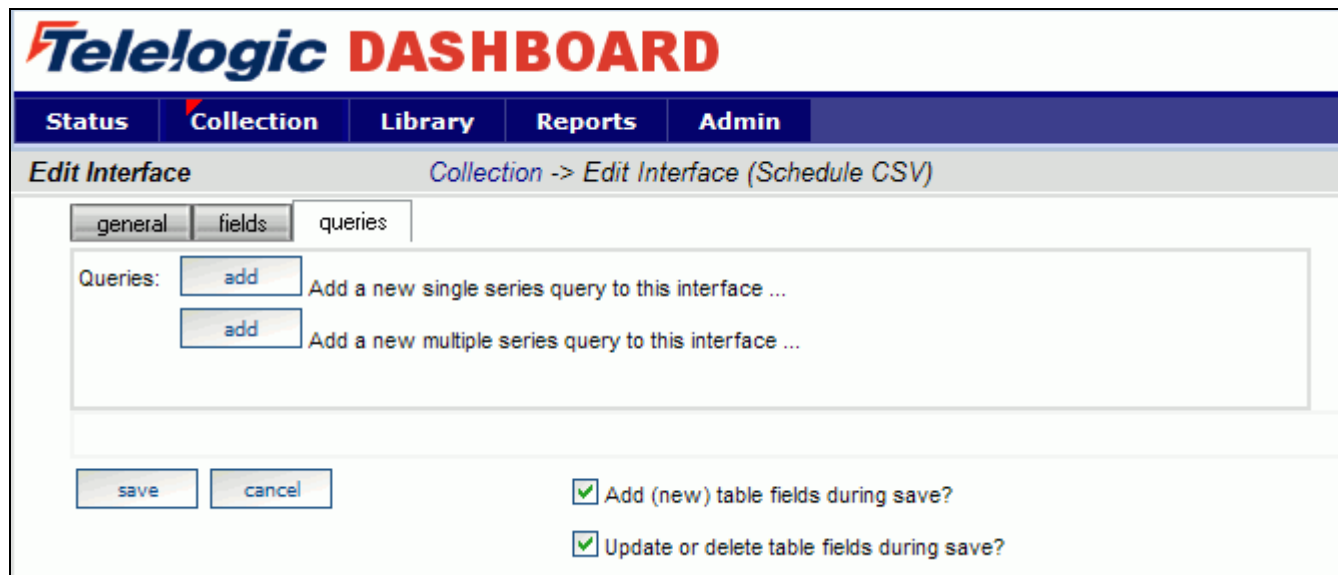 Telelogic DASHBOARD
Status Collection Library Reports Admin
Edit Interface Collection -> Edit Interface (Schedule CSV)
general fields queries
Queries: add Add a new single series query to this interface ...
add Add a new multiple series query to this interface ...
save cancel Add (new) table fields during save?
Update or delete table fields during save?